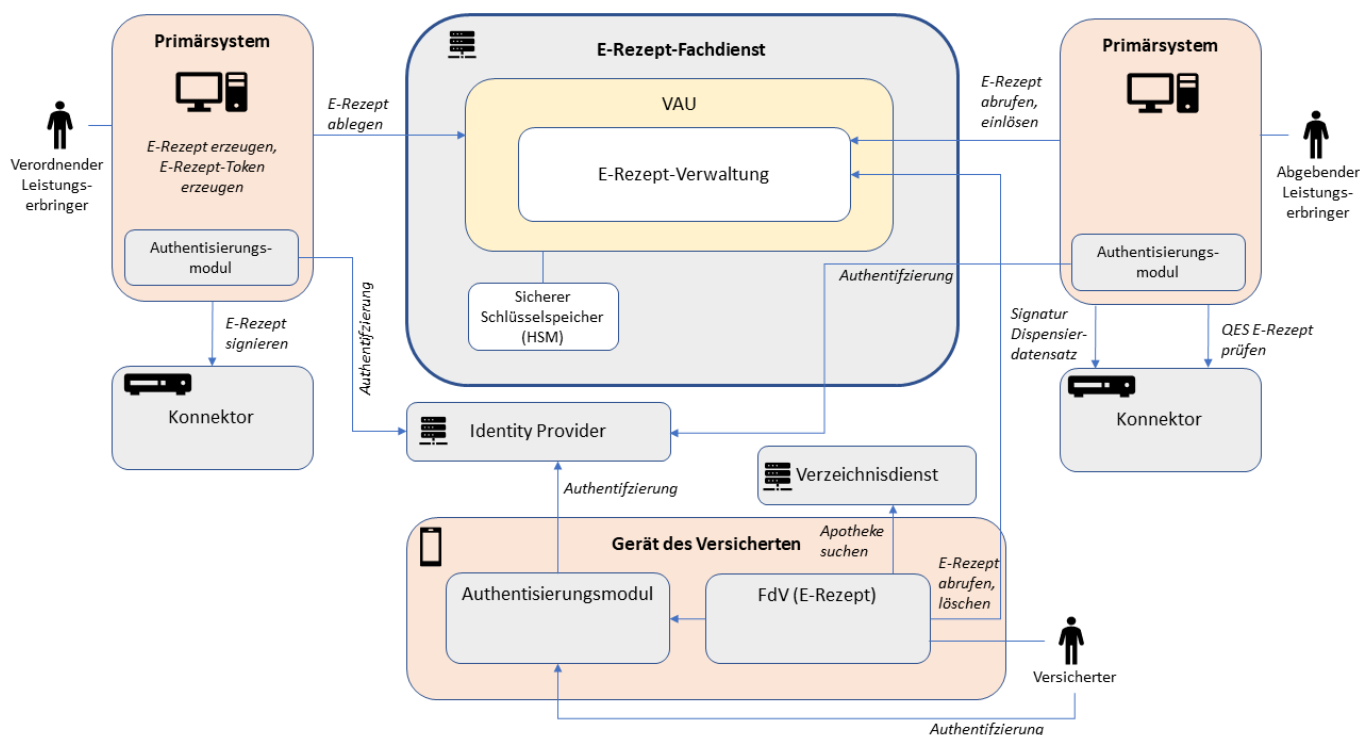 Primärsystem
E-Rezept erzeugen,
E-Rezept-Token
erzeugen
Authentisierungs-
modul
Verordnender
Leistungs-
erbringer
E-Rezept
ablegen
E-Rezept
signieren
Konnektor
Authentifzierung
E-Rezept-Fachdienst
VAU
E-Rezept-Verwaltung
Sicherer
Schlüsselspeicher
(HSM)
Authentifzierung
E-Rezept
abrufen,
einlösen
Primärsystem
Authentisierungs-
modul
Abgebender
Leistungs-
erbringer
Signatur
Dispensier-
datensatz
QES E-Rezept
prüfen
Konnektor
Identity Provider
Authentifzierung
Verzeichnisdienst
Apotheke
suchen
Gerät des Versicherten
Authentisierungsmodul
FdV (E-Rezept)
E-Rezept
abrufen,
löschen
Versicherter
Authentifzierung